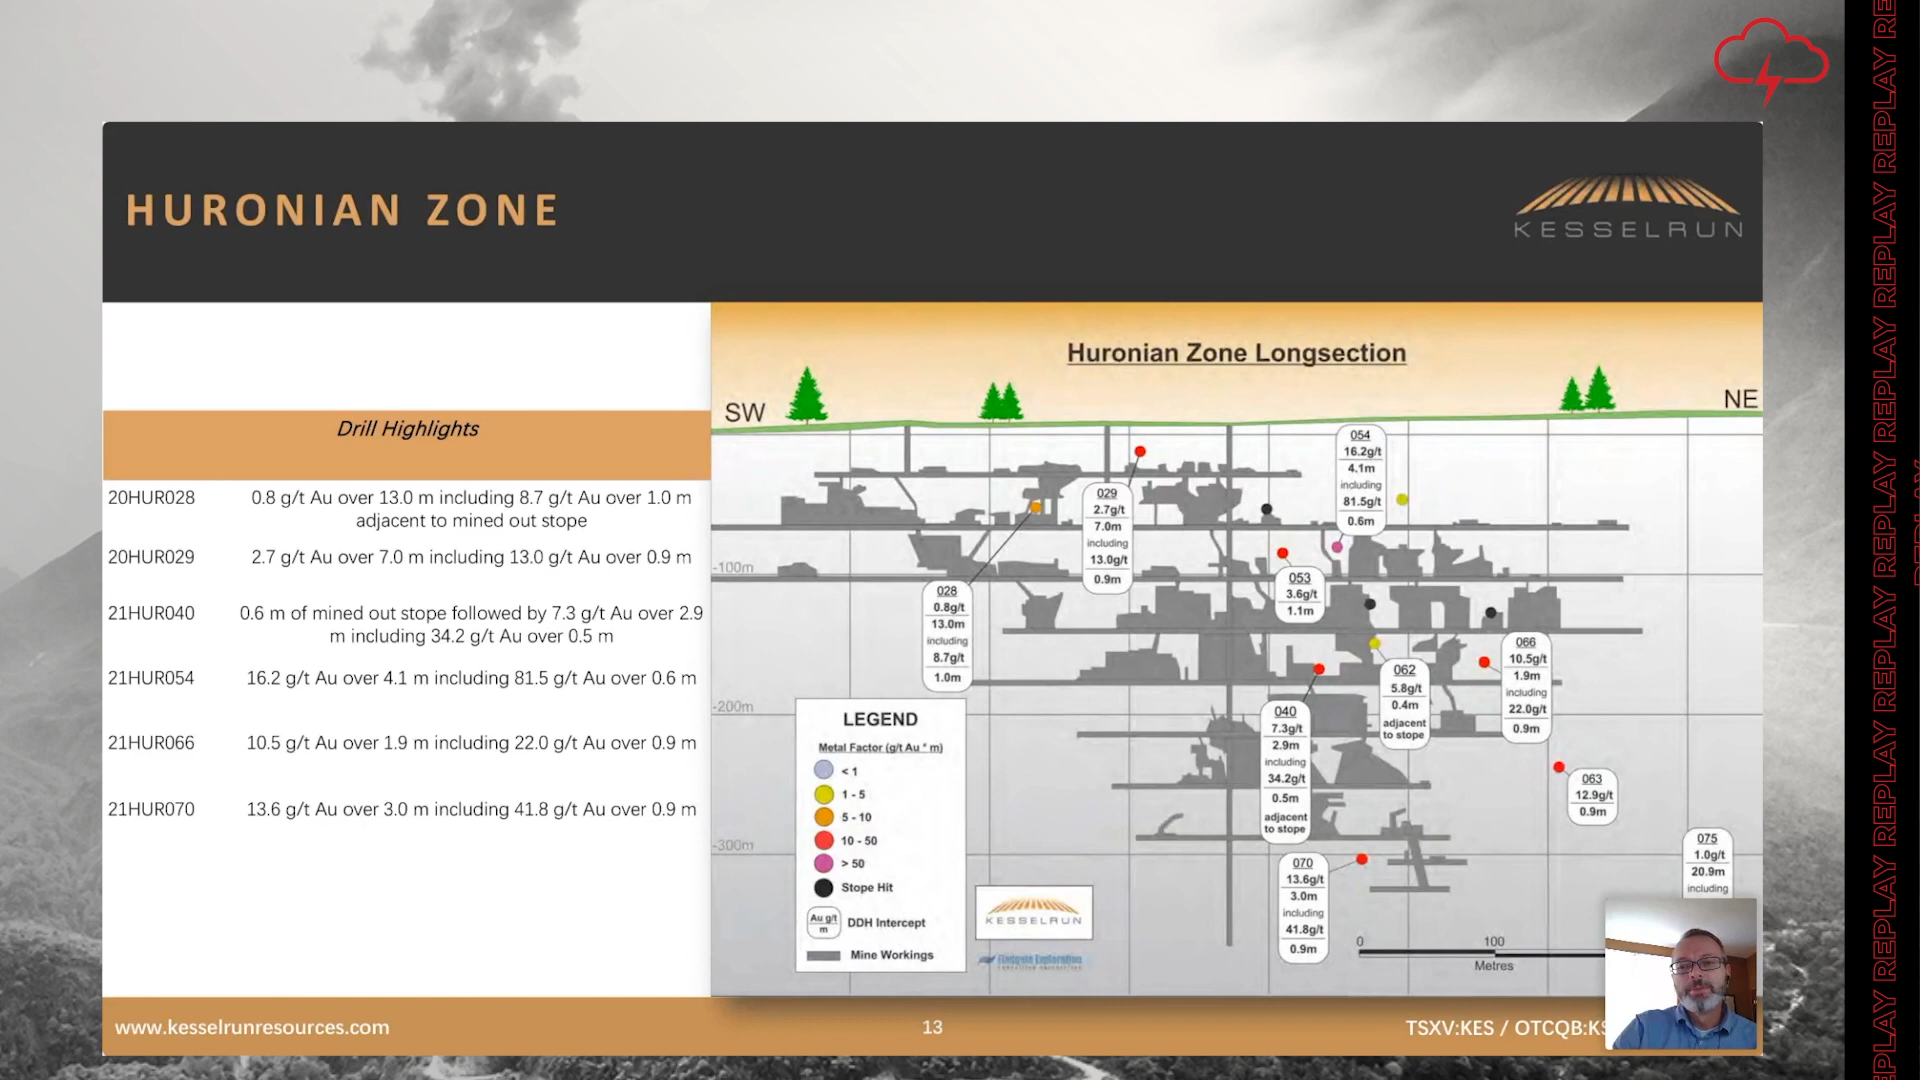 HURONIAN ZONE
KESSELRUN
Drill Highlights
20HUR028
0.8 g/t Au over 13.0 m including 8.7 g/t Au over 1.0 m
adjacent to mined out stope
20HUR029
2.7 g/t Au over 7.0 m including 13.0 g/t Au over 0.9 m
21HUR040
0.6 m of mined out stope followed by 7.3 g/t Au over 2.9
m including 34.2 g/t Au over 0.5 m
21HUR054
16.2 g/t Au over 4.1 m including 81.5 g/t Au over 0.6 m
21HUR066
10.5 g/t Au over 1.9 m including 22.0 g/t Au over 0.9 m
21HUR070
13.6 g/t Au over 3.0 m including 41.8 g/t Au over 0.9 m
Huronian Zone Longsection
SW
NE
-100m
-200m
-300m
054
16.2g/t
4.1m
including
81.5g/t
0.6m
029
2.7g/t
7.0m
including
13.0g/t
0.9m
028
0.8g/t
13.0m
including
8.7g/t
1.0m
053
3.6g/t
1.1m
066
10.5g/t
1.9m
including
22.0g/t
0.9m
062
5.8g/t
0.4m
adjacent
to stope
040
7.3g/t
2.9m
including
34.2g/t
0.5m
adjacent
to stope
063
12.9g/t
0.9m
075
1.0g/t
20.9m
including
070
13.6g/t
3.0m
including
41.8g/t
0.9m
LEGEND
Metal Factor (g/t Au * m)
< 1
1 - 5
5 - 10
10 - 50
> 50
Stope Hit
Au g/t
m
DDH Intercept
Mine Workings
KESSELRUN
0
100
Metres
www.kesselrunresources.com
13
TSXV:KES / OTCQB:KS
REPLAY REPLAY REPLAY REPLAY REPLAY REPLAY REPLAY REPLAY